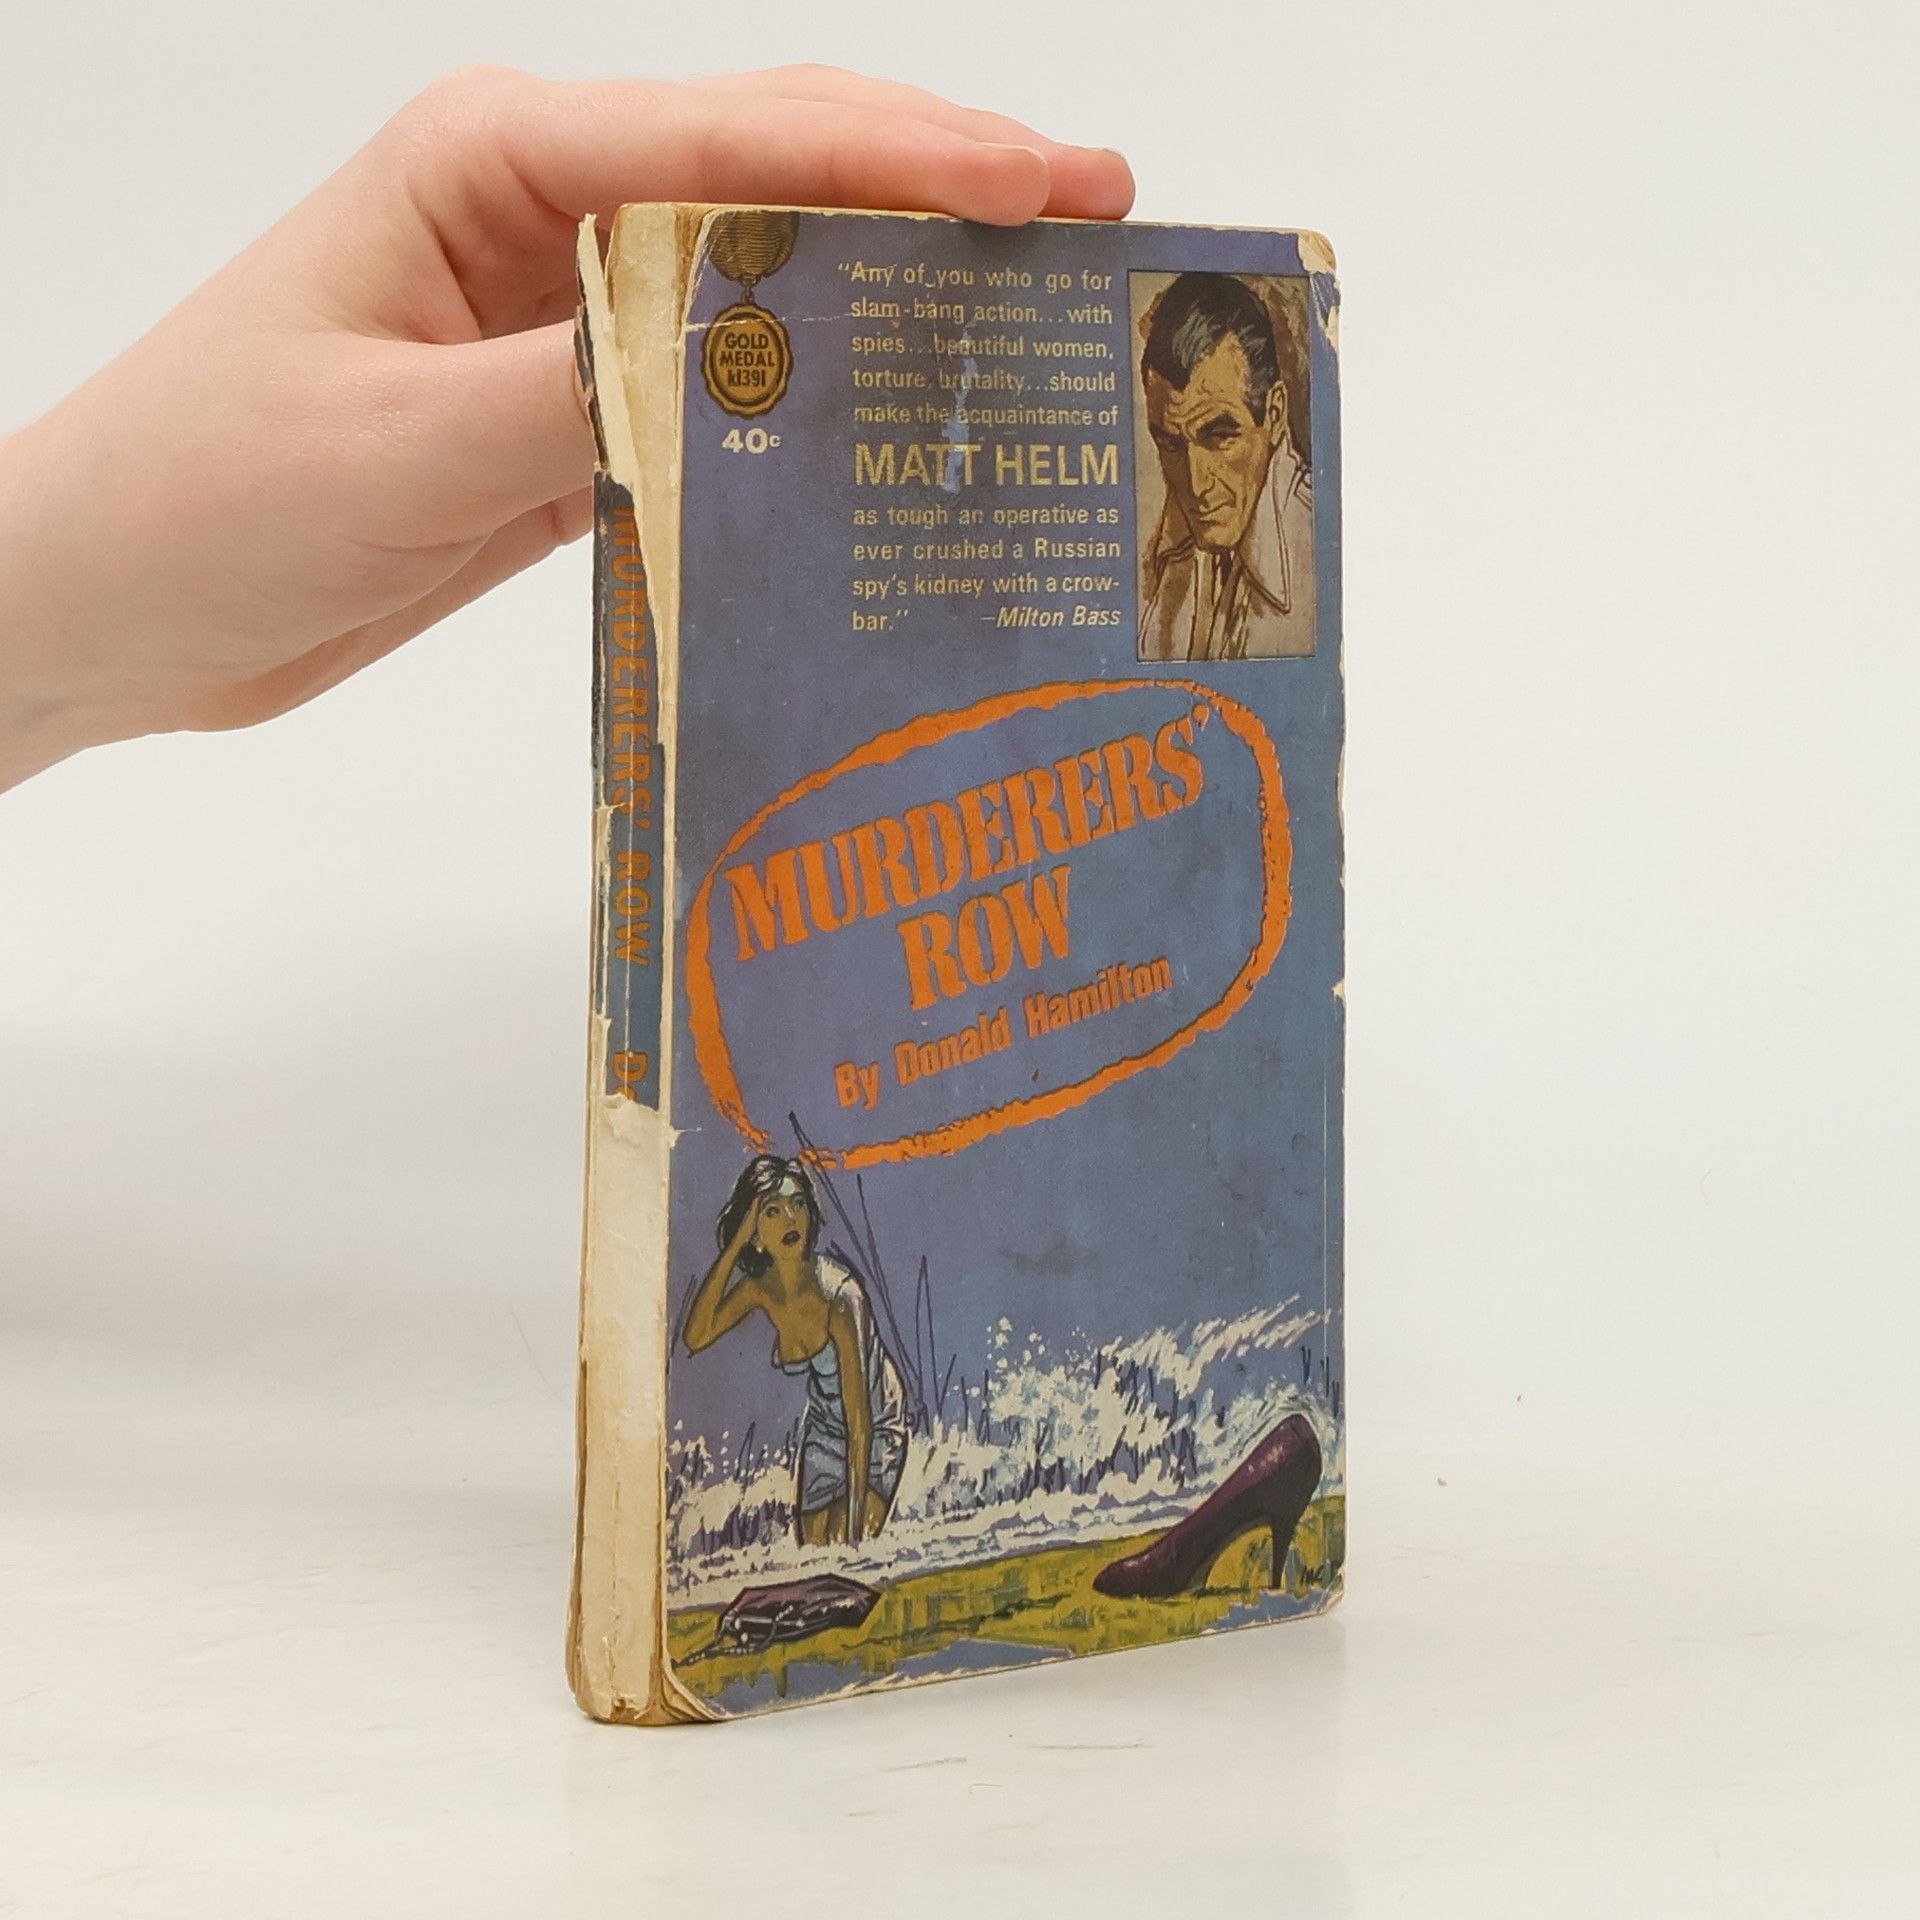 GOLD
MEDAL
k1391
40c
"Any of you who go for
slam-bang action...with
spies...beautiful women,
torture, brutality...should
make the acquaintance of
MATT HELM
as tough an operative as
ever crushed a Russian
spy's kidney with a crow-
bar." —Milton Bass
MURDERERS'
ROW
By Donald Hamilton
MURDERERS' ROW